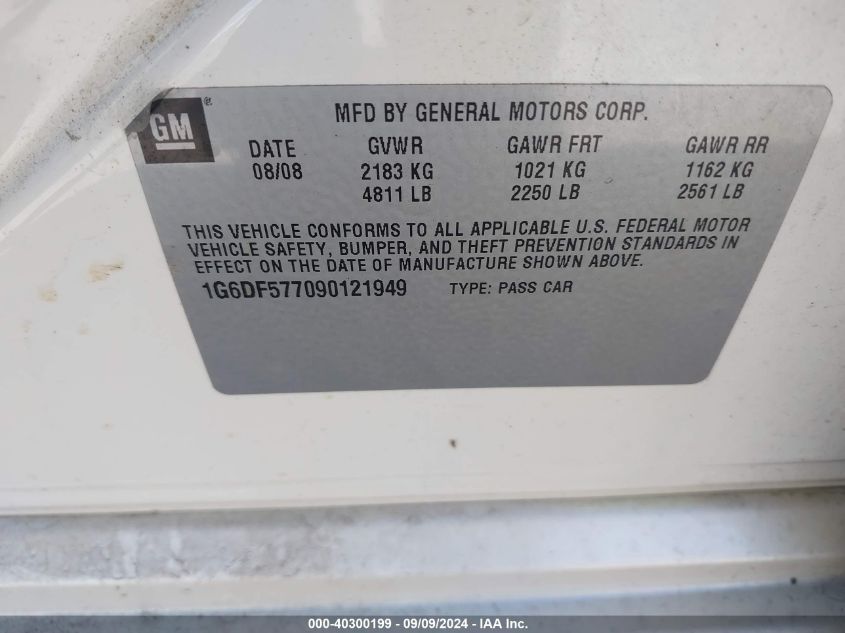 GM®
MFD BY GENERAL MOTORS CORP.
DATE GVWR GAWR FRT GAWR RR
08/08 2183 KG 1021 KG 1162 KG
4811 LB 2250 LB 2561 LB
THIS VEHICLE CONFORMS TO ALL APPLICABLE U.S. FEDERAL MOTOR
VEHICLE SAFETY, BUMPER, AND THEFT PREVENTION STANDARDS IN
EFFECT ON THE DATE OF MANUFACTURE SHOWN ABOVE.
1G6DF577090121949 TYPE: PASS CAR
000-40300199 - 09/09/2024 - IAA Inc.